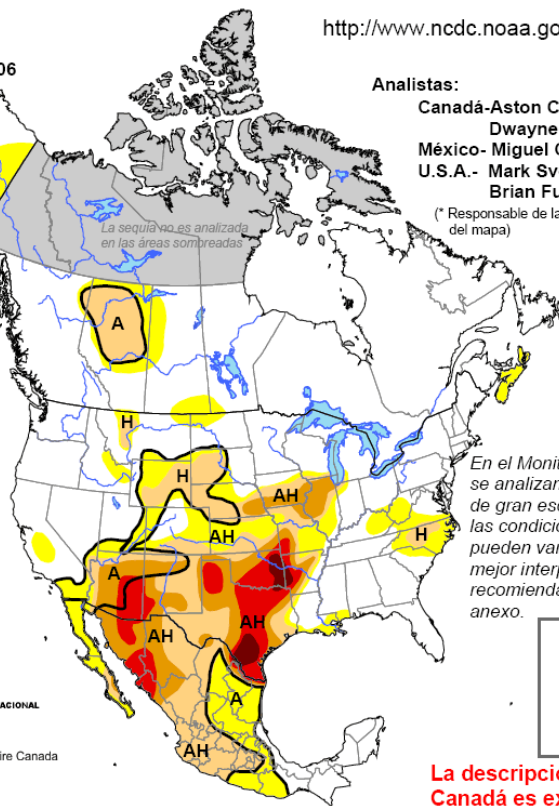 http://www.ncdc.noaa.go
06
Analistas:
Canadá-Aston C
Dwayne
México- Miguel
U.S.A.- Mark Sv
Brian Fu
(* Responsable de la
del mapa)
La sequía no es analizada
en las áreas sombreadas
A
H
H
AH
AH
H
A
AH
AH
A
AH
En el Monit
se analizan
de gran esc
las condicio
pueden var
mejor interp
recomienda
anexo.
ACIONAL
ire Canada
La descripció
Canadá es ex